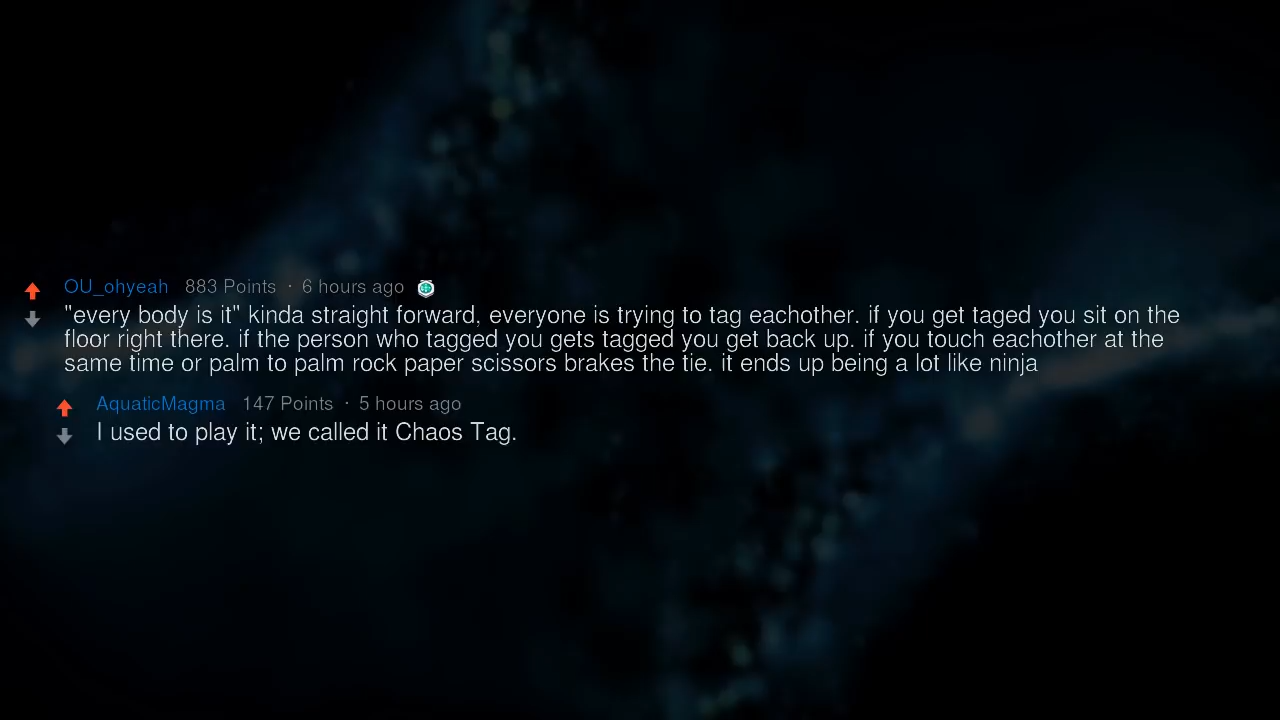 OU_ohyeah 883 Points · 6 hours ago
"every body is it" kinda straight forward, everyone is trying to tag eachother. if you get taged you sit on the
floor right there. if the person who tagged you gets tagged you get back up. if you touch eachother at the
same time or palm to palm rock paper scissors brakes the tie. it ends up being a lot like ninja
AquaticMagma 147 Points · 5 hours ago
I used to play it; we called it Chaos Tag.